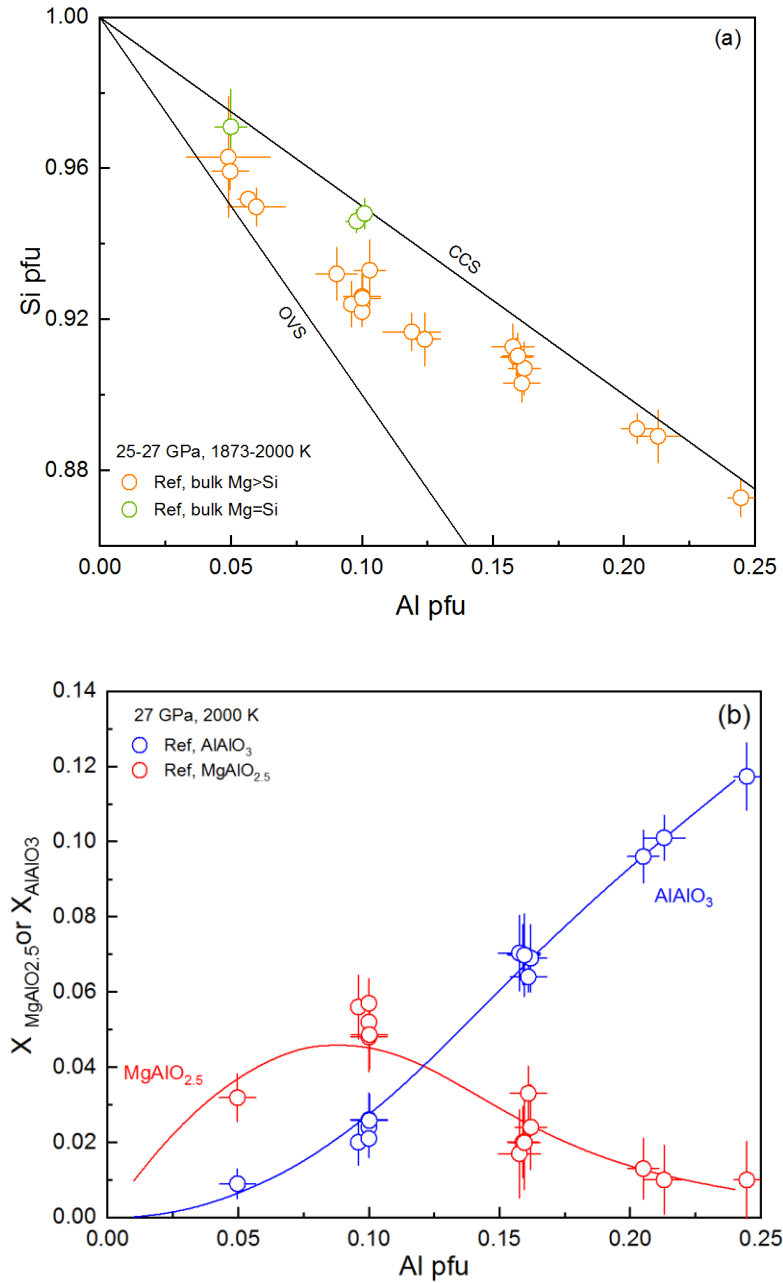 1.00
(a)
0.96
Si pfu
CCS
0.92
OVS
0.88
25-27 GPa, 1873-2000 K
Ref, bulk Mg>Si
Ref, bulk Mg=Si
0.00 0.05 0.10 0.15 0.20 0.25
Al pfu
0.14
(b)
27 GPa, 2000 K
Ref, AlAlO3
Ref, MgAlO2.5
0.12
0.10
AlAlO3
0.08
X MgAlO2.5 or XAlAlO3
0.06
0.04
MgAlO2.5
0.02
0.00
0.00 0.05 0.10 0.15 0.20 0.25
Al pfu